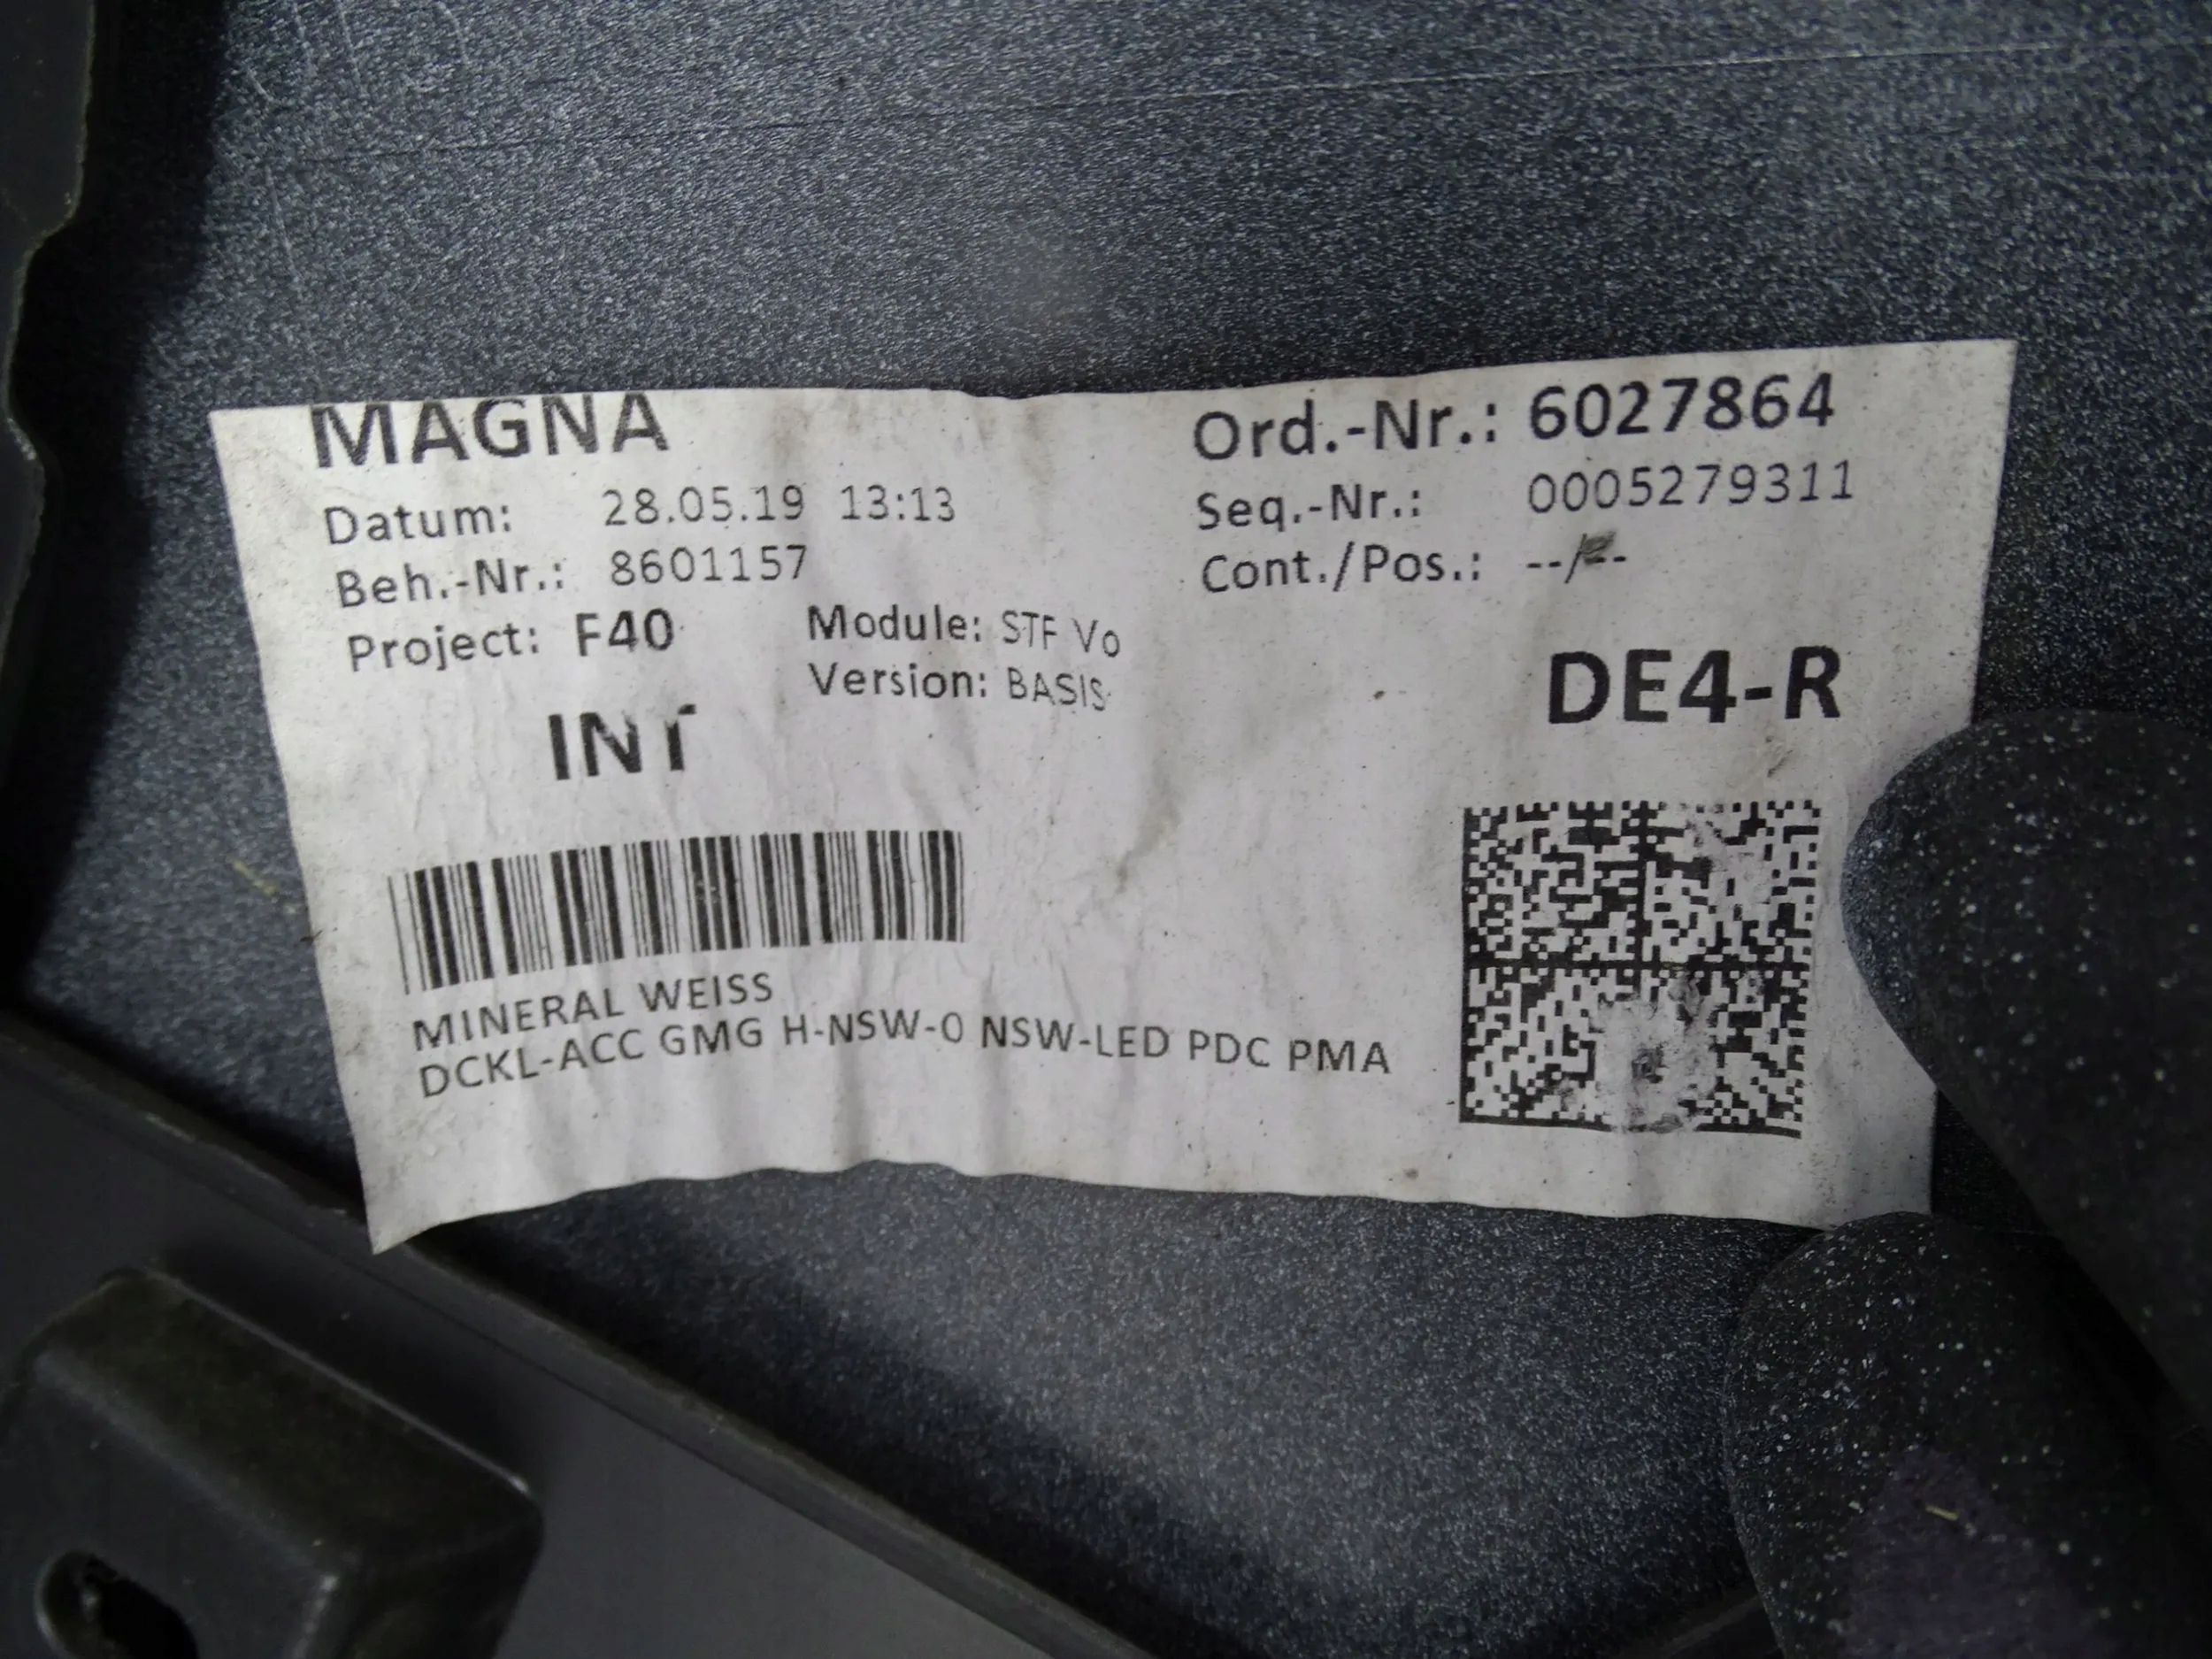 MAGNA
Ord.-Nr.: 6027864
Datum: 28.05.19 13:13
Seq.-Nr.: 0005279311
Beh.-Nr.: 8601157
Cont./Pos.: --/--
Project: F40
Module: STF Vo
Version: BASIS
INT
DE4-R
MINERAL WEISS
DCKL-ACC GMG H-NSW-0 NSW-LED PDC PMA